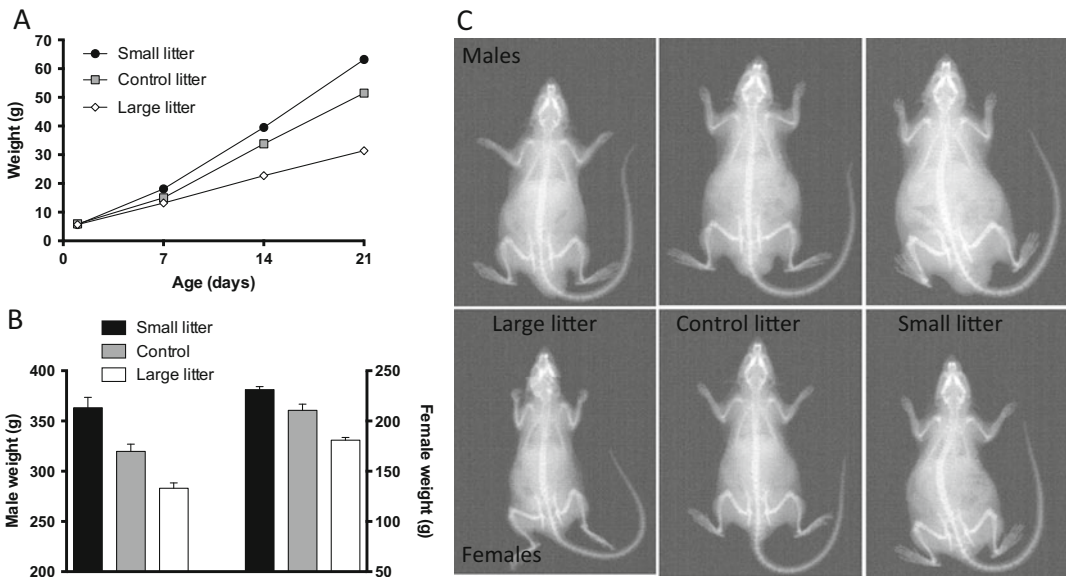 A
70
60
50
40
30
20
10
0
Weight (g)
Small litter
Control litter
Large litter
0 7 14 21
Age (days)
B
Small litter
Control
Large litter
400
350
300
250
200
Male weight (g)
250
200
150
100
50
Female weight (g)
C
Males
Large litter Control litter Small litter
Females